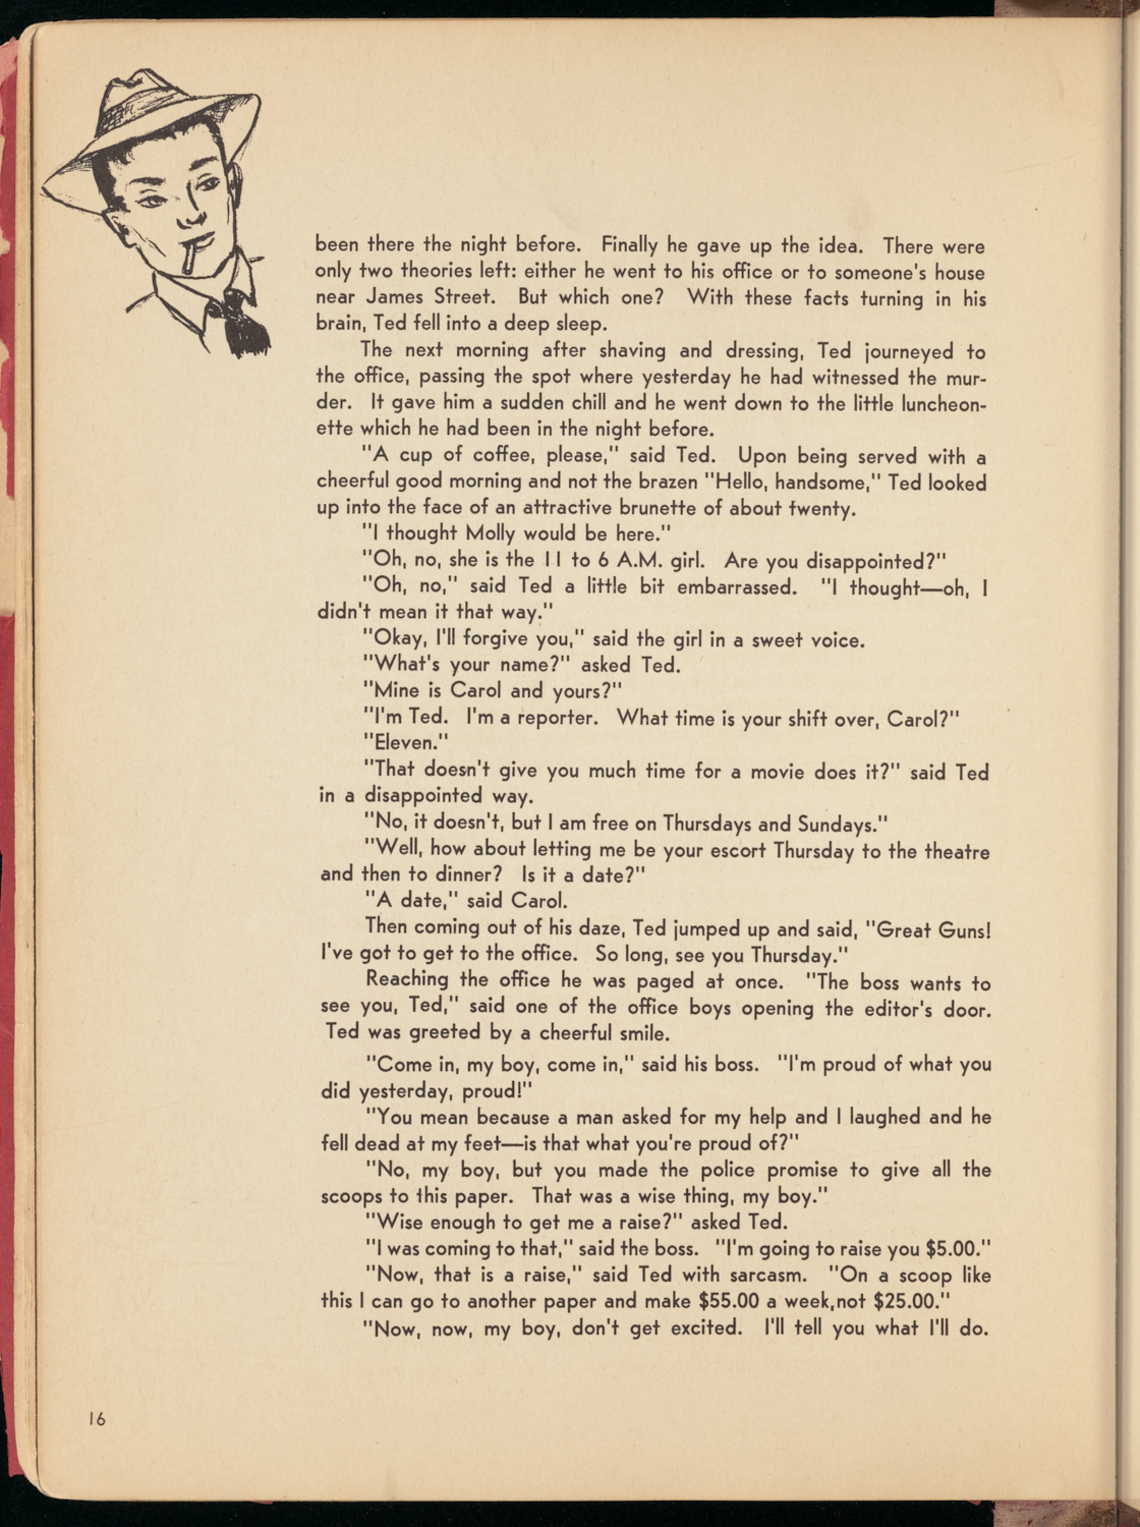 been there the night before. Finally he gave up the idea. There were
only two theories left: either he went to his office or to someone's house
near James Street. But which one? With these facts turning in his
brain, Ted fell into a deep sleep.
The next morning after shaving and dressing, Ted journeyed to
the office, passing the spot where yesterday he had witnessed the mur-
der. It gave him a sudden chill and he went down to the little luncheon-
ette which he had been in the night before.
"A cup of coffee, please," said Ted. Upon being served with a
cheerful good morning and not the brazen "Hello, handsome," Ted looked
up into the face of an attractive brunette of about twenty.
"I thought Molly would be here."
"Oh, no, she is the 11 to 6 A.M. girl. Are you disappointed?"
"Oh, no," said Ted a little bit embarrassed. "I thought—oh, I
didn't mean it that way."
"Okay, I'll forgive you," said the girl in a sweet voice.
"What's your name?" asked Ted.
"Mine is Carol and yours?"
"I'm Ted. I'm a reporter. What time is your shift over, Carol?"
"Eleven."
"That doesn't give you much time for a movie does it?" said Ted
in a disappointed way.
"No, it doesn't, but I am free on Thursdays and Sundays."
"Well, how about letting me be your escort Thursday to the theatre
and then to dinner? Is it a date?"
"A date," said Carol.
Then coming out of his daze, Ted jumped up and said, "Great Guns!
I've got to get to the office. So long, see you Thursday."
Reaching the office he was paged at once. "The boss wants to
see you, Ted," said one of the office boys opening the editor's door.
Ted was greeted by a cheerful smile.
"Come in, my boy, come in," said his boss. "I'm proud of what you
did yesterday, proud!"
"You mean because a man asked for my help and I laughed and he
fell dead at my feet—is that what you're proud of?"
"No, my boy, but you made the police promise to give all the
scoops to this paper. That was a wise thing, my boy."
"Wise enough to get me a raise?" asked Ted.
"I was coming to that," said the boss. "I'm going to raise you $5.00."
"Now, that is a raise," said Ted with sarcasm. "On a scoop like
this I can go to another paper and make $55.00 a week,not $25.00."
"Now, now, my boy, don't get excited. I'll tell you what I'll do.
16